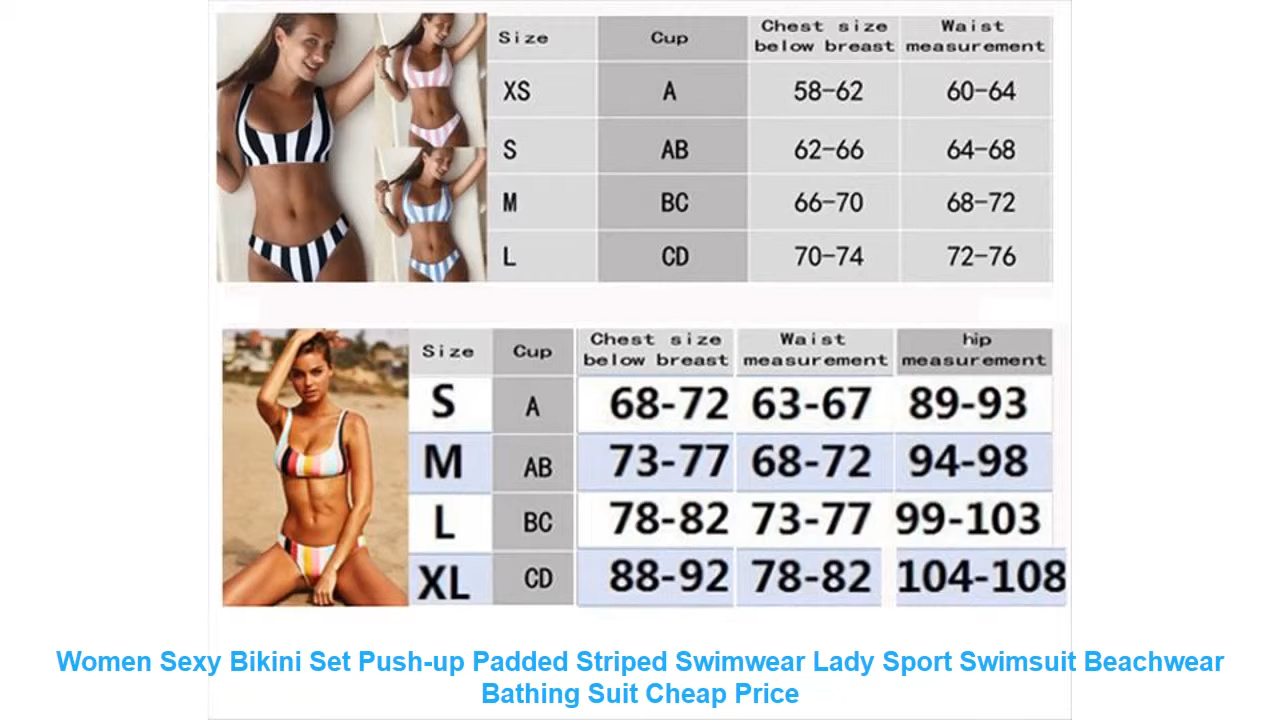 Size Cup Chest size below breast Waist measurement
XS A 58-62 60-64
S AB 62-66 64-68
M BC 66-70 68-72
L CD 70-74 72-76
Size Cup Chest size below breast Waist measurement hip measurement
S A 68-72 63-67 89-93
M AB 73-77 68-72 94-98
L BC 78-82 73-77 99-103
XL CD 88-92 78-82 104-108
Women Sexy Bikini Set Push-up Padded Striped Swimwear Lady Sport Swimsuit Beachwear
Bathing Suit Cheap Price